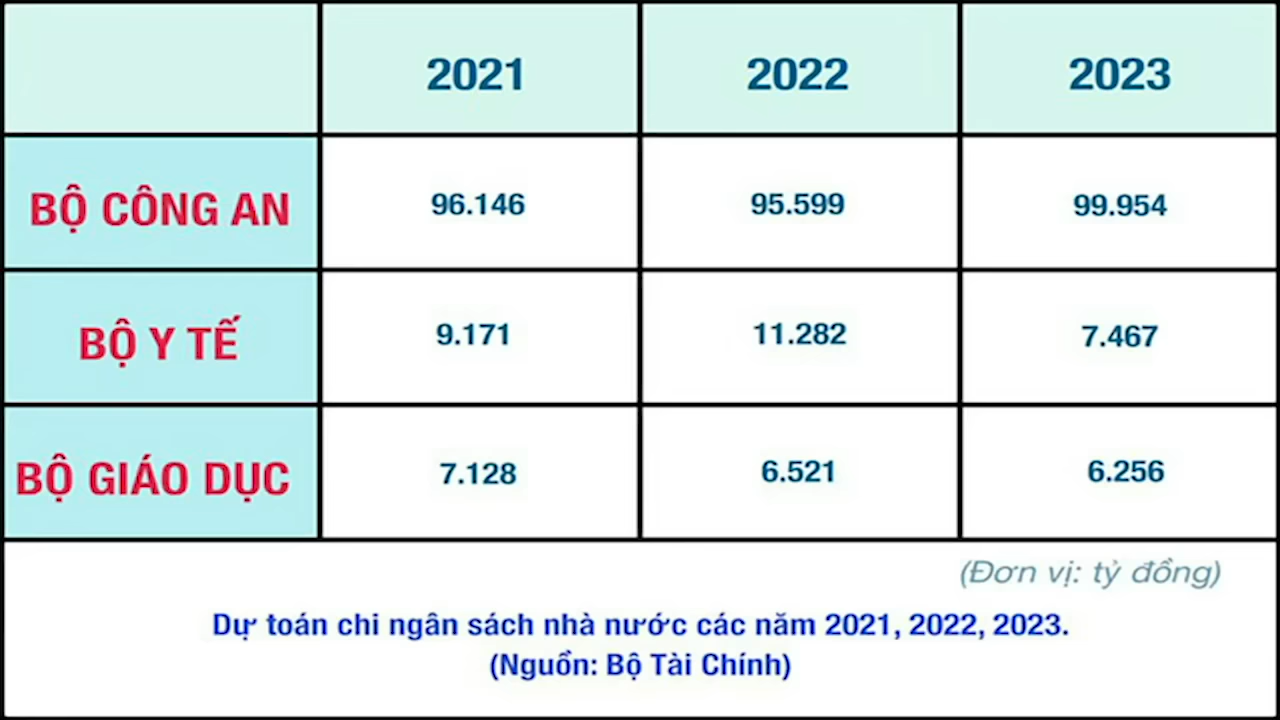 2021 2022 2023
BỘ CÔNG AN 96.146 95.599 99.954
BỘ Y TẾ 9.171 11.282 7.467
BỘ GIÁO DỤC 7.128 6.521 6.256
(Đơn vị: tỷ đồng)
Dự toán chi ngân sách nhà nước các năm 2021, 2022, 2023.
(Nguồn: Bộ Tài Chính)